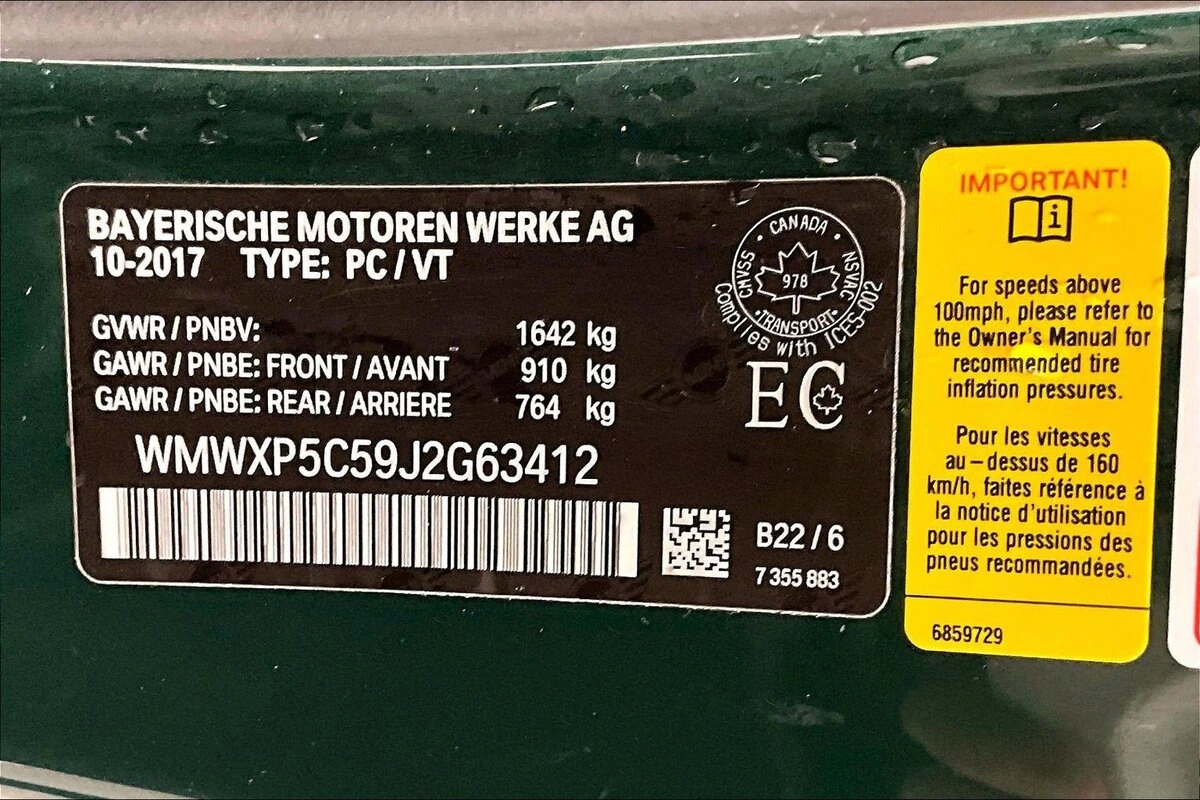 BAYERISCHE MOTOREN WERKE AG
10-2017 TYPE: PC / VT
GVWR / PNBV: 1642 kg
GAWR / PNBE: FRONT / AVANT 910 kg
GAWR / PNBE: REAR / ARRIERE 764 kg
WMWXP5C59J2G63412
B22 / 6
7 355 883
CANADA
CMVSS
NSVAC
978
TRANSPORT
Complies with ICES-002
EC
IMPORTANT!
i
For speeds above
100mph, please refer to
the Owner's Manual for
recommended tire
inflation pressures.
Pour les vitesses
au – dessus de 160
km/h, faites référence à
la notice d'utilisation
pour les pressions des
pneus recommandées.
6859729